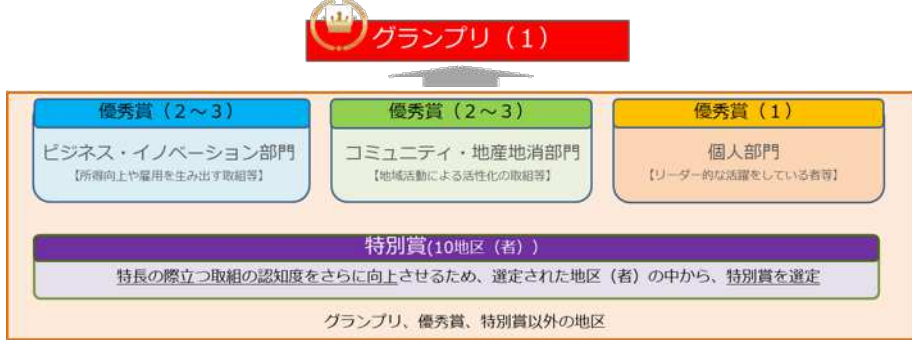 グランプリ（1）
優秀賞（2～3）
ビジネス・イノベーション部門
【所得向上や雇用を生み出す取組等】
優秀賞（2～3）
コミュニティ・地産地消部門
【地域活動による活性化の取組等】
優秀賞（1）
個人部門
【リーダー的な活躍をしている者等】
特別賞(10地区（者）)
特長の際立つ取組の認知度をさらに向上させるため、選定された地区（者）の中から、特別賞を選定
グランプリ、優秀賞、特別賞以外の地区